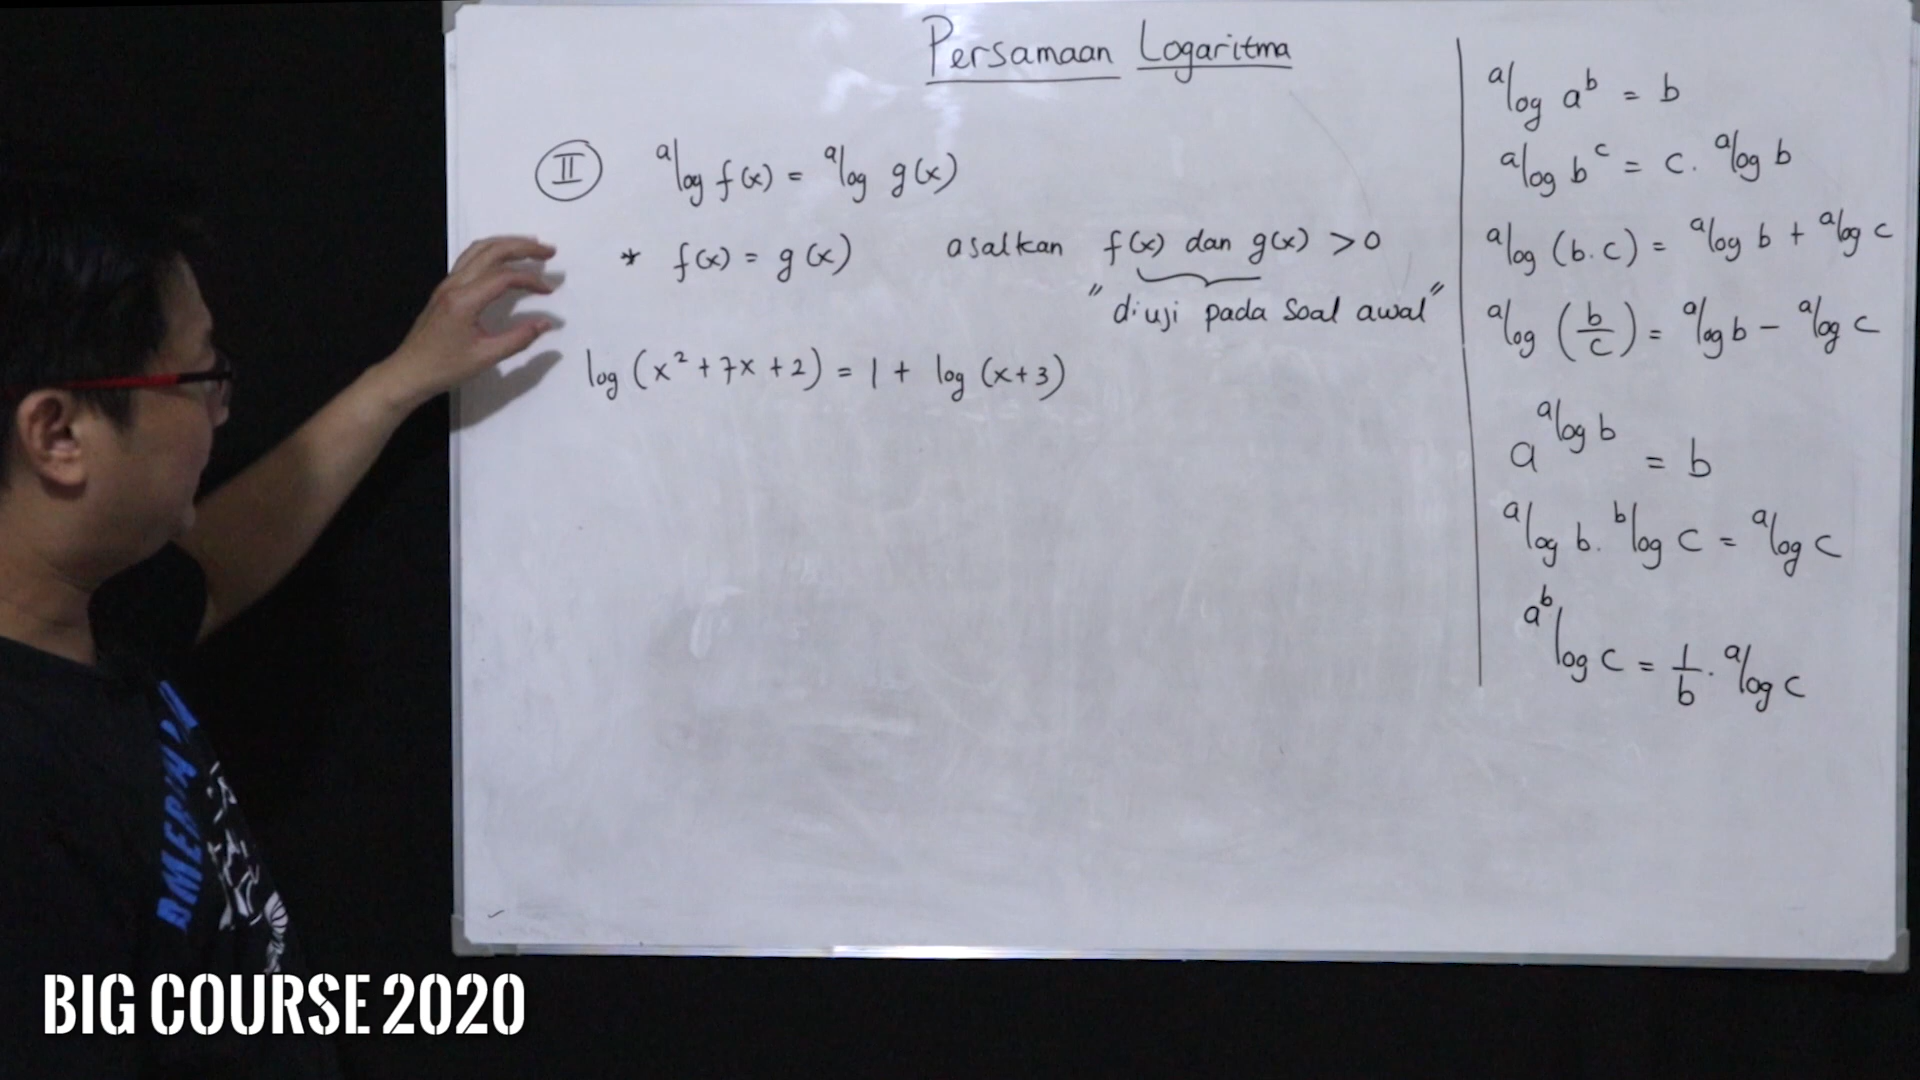 Persamaan Logaritma
II ᵃlog f(x) = ᵃlog g(x)
* f(x) = g(x) asalkan f(x) dan g(x) > 0
"diuji pada Soal awal"
log (x² + 7x + 2) = 1 + log (x+3)
ᵃlog aᵇ = b
ᵃlog bᶜ = c. ᵃlog b
ᵃlog (b.c) = ᵃlog b + ᵃlog c
ᵃlog (b/c) = ᵃlog b − ᵃlog c
a^(ᵃlog b) = b
ᵃlog b. ᵇlog c = ᵃlog c
a^b log c = 1/b . ᵃlog c
BIG COURSE 2020